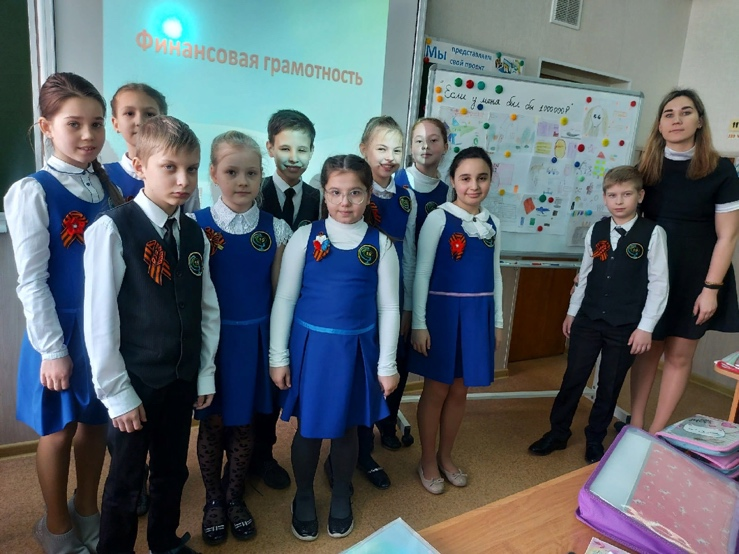 Финансовая грамотность
Мы представляем
свой проект
Если у меня был бы 1000000₽